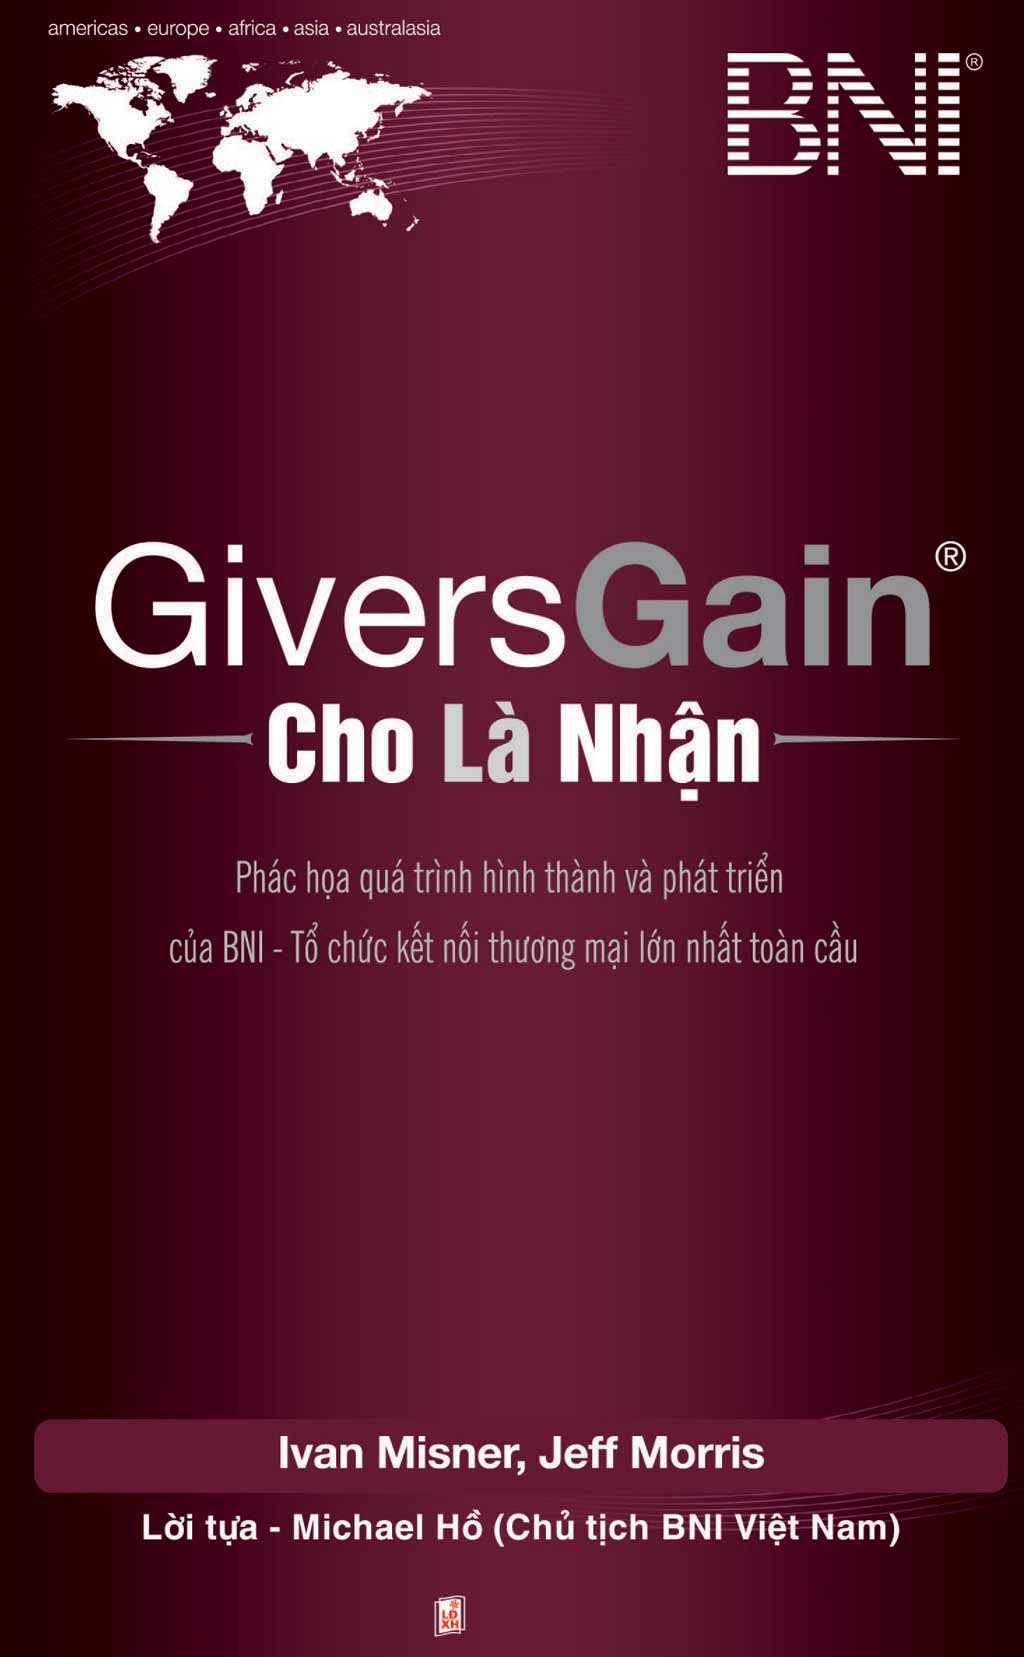 americas • europe • africa • asia • australasia
BNI®
GiversGain®
Cho Là Nhận
Phác họa quá trình hình thành và phát triển
của BNI - Tổ chức kết nối thương mại lớn nhất toàn cầu
Ivan Misner, Jeff Morris
Lời tựa - Michael Hồ (Chủ tịch BNI Việt Nam)
LĐ
XH